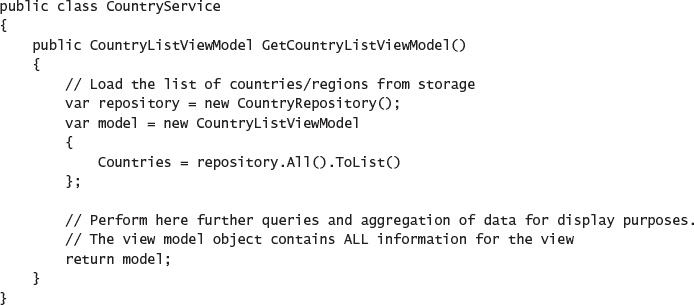 public class CountryService
{
    public CountryListViewModel GetCountryListViewModel()
    {
        // Load the list of countries/regions from storage
        var repository = new CountryRepository();
        var model = new CountryListViewModel
        {
            Countries = repository.All().ToList()
        };

        // Perform here further queries and aggregation of data for display purposes.
        // The view model object contains ALL information for the view
        return model;
    }
}